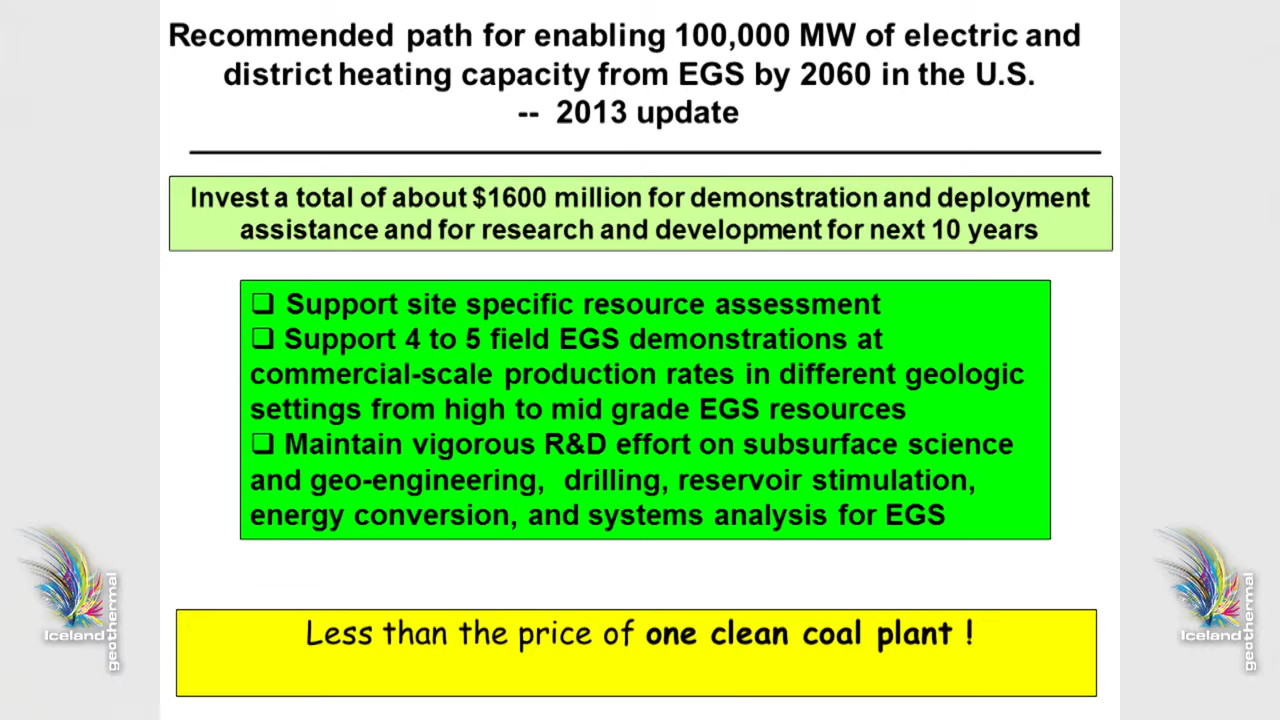 Recommended path for enabling 100,000 MW of electric and
district heating capacity from EGS by 2060 in the U.S.
-- 2013 update
Invest a total of about $1600 million for demonstration and deployment
assistance and for research and development for next 10 years
❑ Support site specific resource assessment
❑ Support 4 to 5 field EGS demonstrations at
commercial-scale production rates in different geologic
settings from high to mid grade EGS resources
❑ Maintain vigorous R&D effort on subsurface science
and geo-engineering, drilling, reservoir stimulation,
energy conversion, and systems analysis for EGS
Less than the price of one clean coal plant !
Iceland
geothermal
Iceland
geothermal